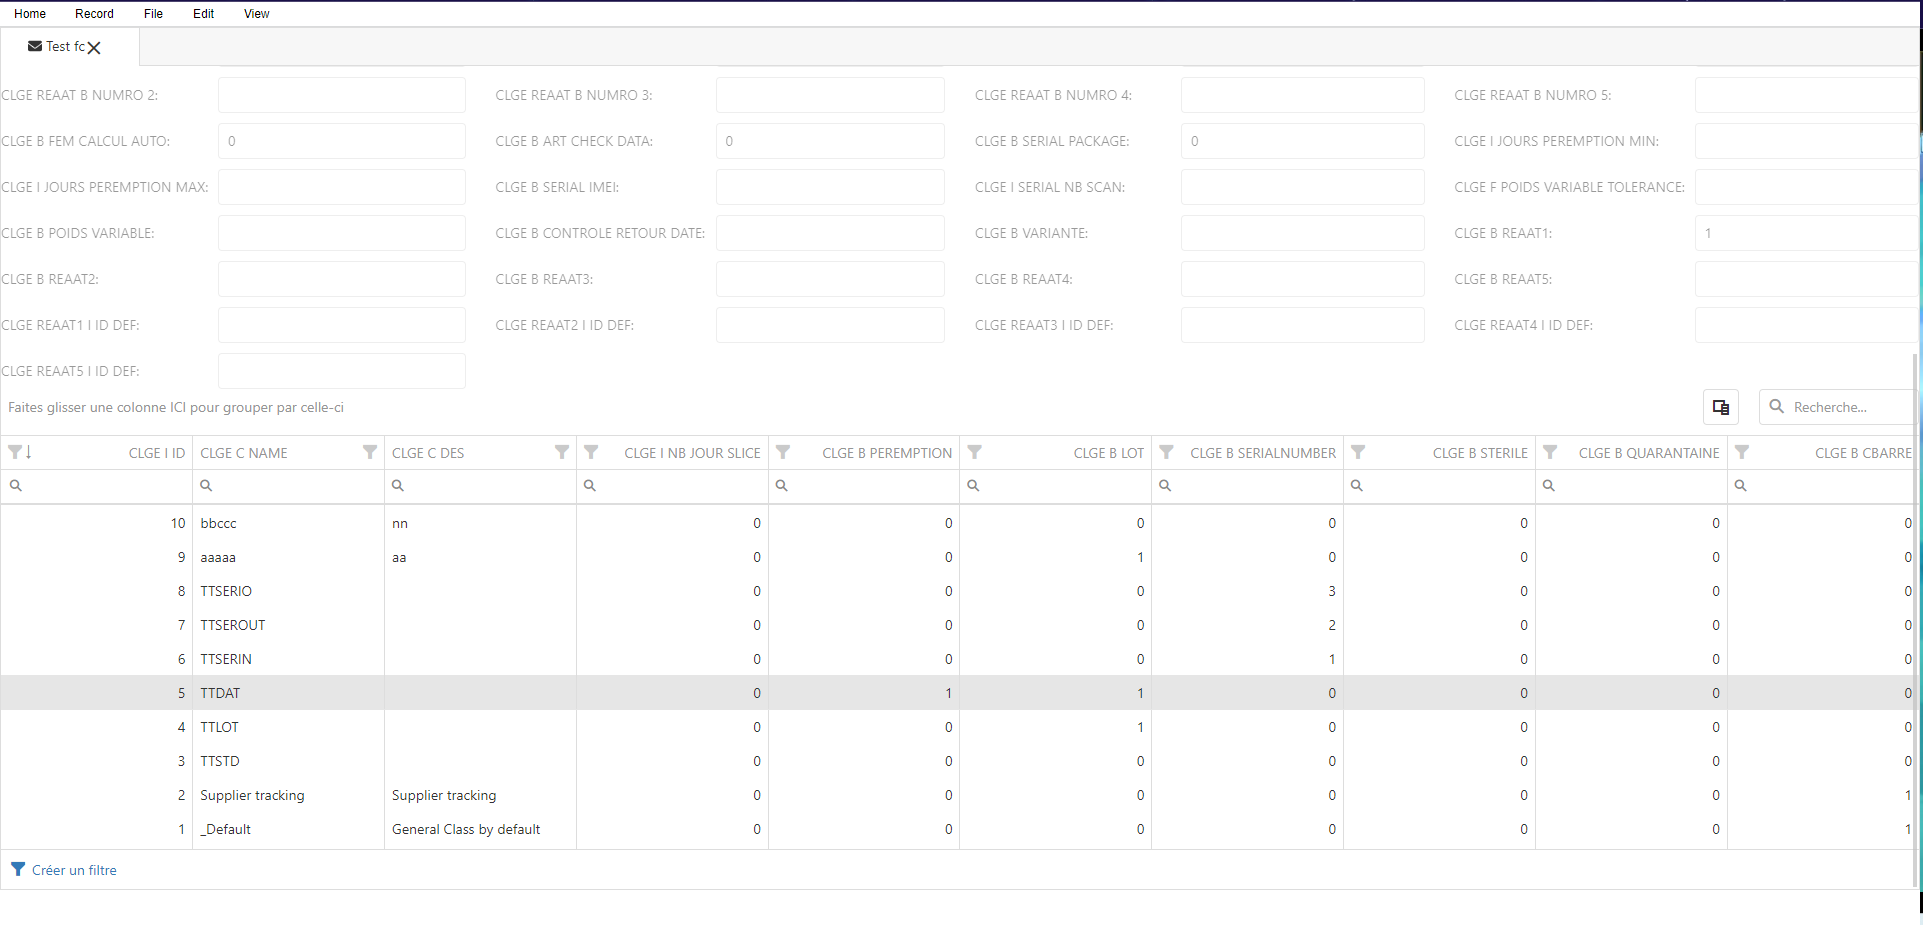 Home Record File Edit View
Test fc
CLGE REAAT B NUMRO 2: CLGE REAAT B NUMRO 3: CLGE REAAT B NUMRO 4: CLGE REAAT B NUMRO 5:
CLGE B FEM CALCUL AUTO: 0 CLGE B ART CHECK DATA: 0 CLGE B SERIAL PACKAGE: 0 CLGE I JOURS PEREMPTION MIN:
CLGE I JOURS PEREMPTION MAX: CLGE B SERIAL IMEI: CLGE I SERIAL NB SCAN: CLGE F POIDS VARIABLE TOLERANCE:
CLGE B POIDS VARIABLE: CLGE B CONTROLE RETOUR DATE: CLGE B VARIANTE: CLGE B REAAT1: 1
CLGE B REAAT2: CLGE B REAAT3: CLGE B REAAT4: CLGE B REAAT5:
CLGE REAAT1 I ID DEF: CLGE REAAT2 I ID DEF: CLGE REAAT3 I ID DEF: CLGE REAAT4 I ID DEF:
CLGE REAAT5 I ID DEF:
Faites glisser une colonne ICI pour grouper par celle-ci Recherche...
CLGE I ID CLGE C NAME CLGE C DES CLGE I NB JOUR SLICE CLGE B PEREMPTION CLGE B LOT CLGE B SERIALNUMBER CLGE B STERILE CLGE B QUARANTAINE CLGE B CBARRE
10 bbccc nn 0 0 0 0 0 0 0
9 aaaaa aa 0 0 1 0 0 0 0
8 TTSERIO 0 0 0 3 0 0 0
7 TTSEROUT 0 0 0 2 0 0 0
6 TTSERIN 0 0 0 1 0 0 0
5 TTDAT 0 1 1 0 0 0 0
4 TTLOT 0 0 1 0 0 0 0
3 TTSTD 0 0 0 0 0 0 0
2 Supplier tracking Supplier tracking 0 0 0 0 0 0 1
1 _Default General Class by default 0 0 0 0 0 0 1
Créer un filtre